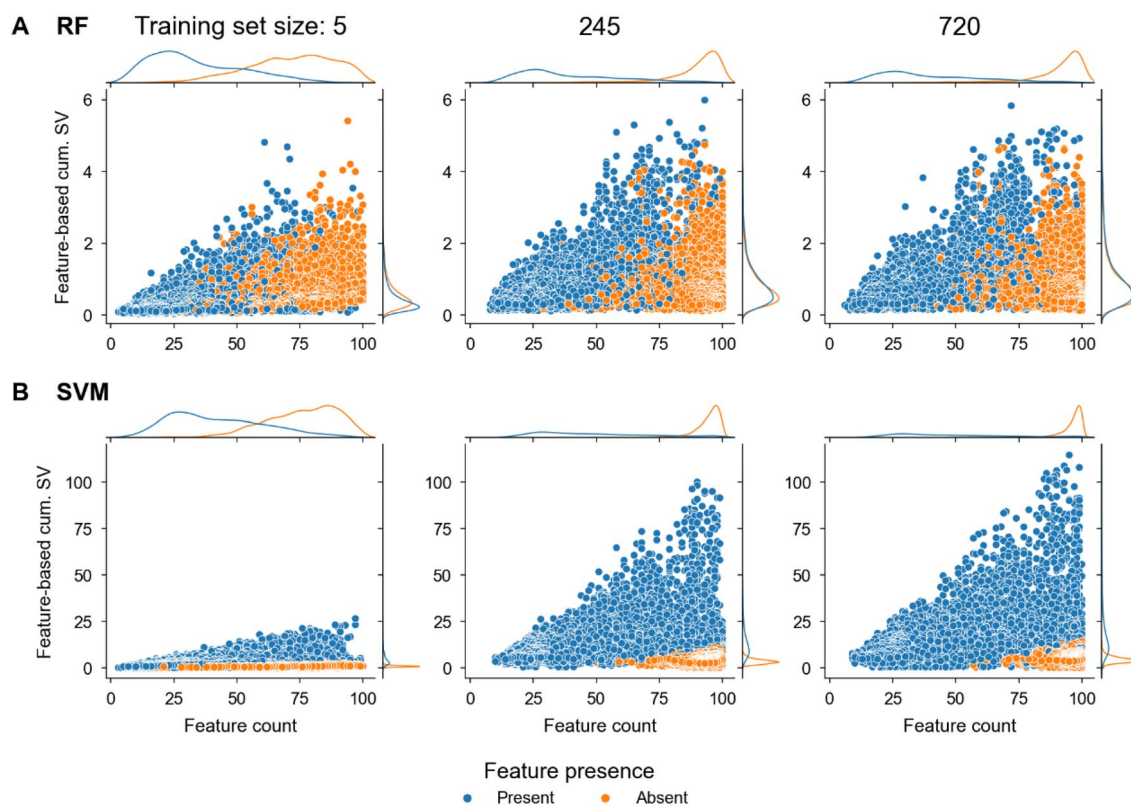 A RF Training set size: 5 245 720
Feature-based cum. SV
6 6 6
4 4 4
2 2 2
0 0 0
0 25 50 75 100 0 25 50 75 100 0 25 50 75 100
B SVM
Feature-based cum. SV
100 100 100
75 75 75
50 50 50
25 25 25
0 0 0
0 25 50 75 100 0 25 50 75 100 0 25 50 75 100
Feature count Feature count Feature count
Feature presence
Present Absent